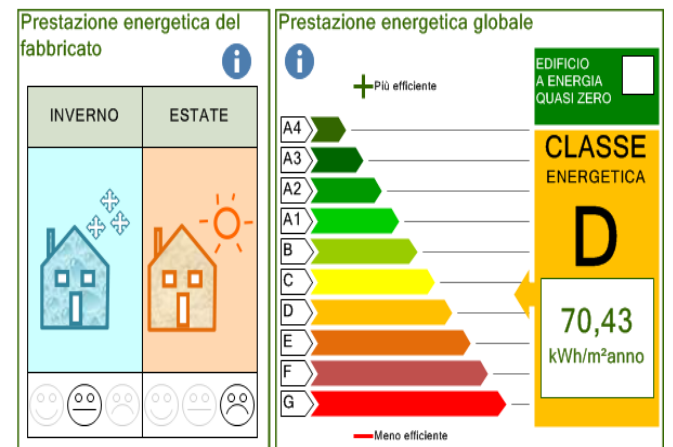 Prestazione energetica del
fabbricato
i
INVERNO
ESTATE
Prestazione energetica globale
i
Più efficiente
A4
A3
A2
A1
B
C
D
E
F
G
Meno efficiente
EDIFICIO
A ENERGIA
QUASI ZERO
CLASSE
ENERGETICA
D
70,43
kWh/m²anno